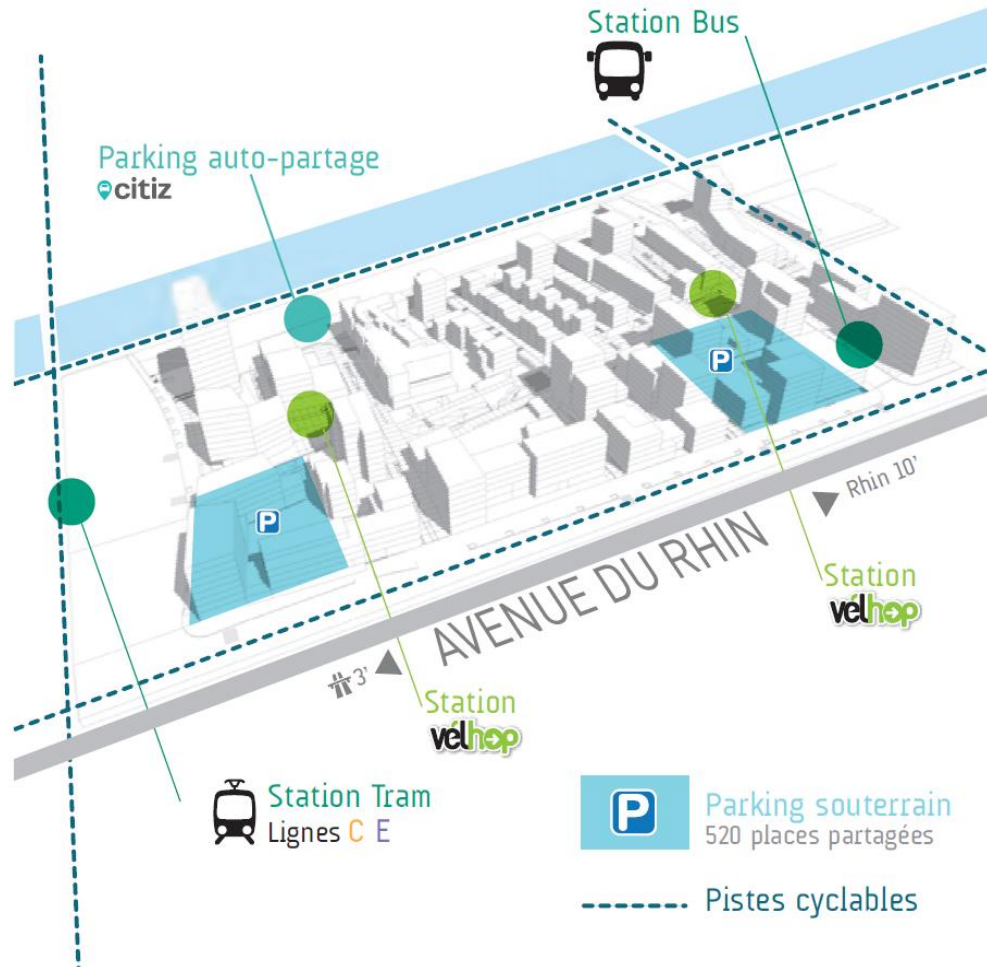 Station Bus
Parking auto-partage
citiz
Rhin 10'
AVENUE DU RHIN
Station
vélhop
3'
Station
vélhop
Station Tram
Lignes C E
P
P
P
Parking souterrain
520 places partagées
Pistes cyclables